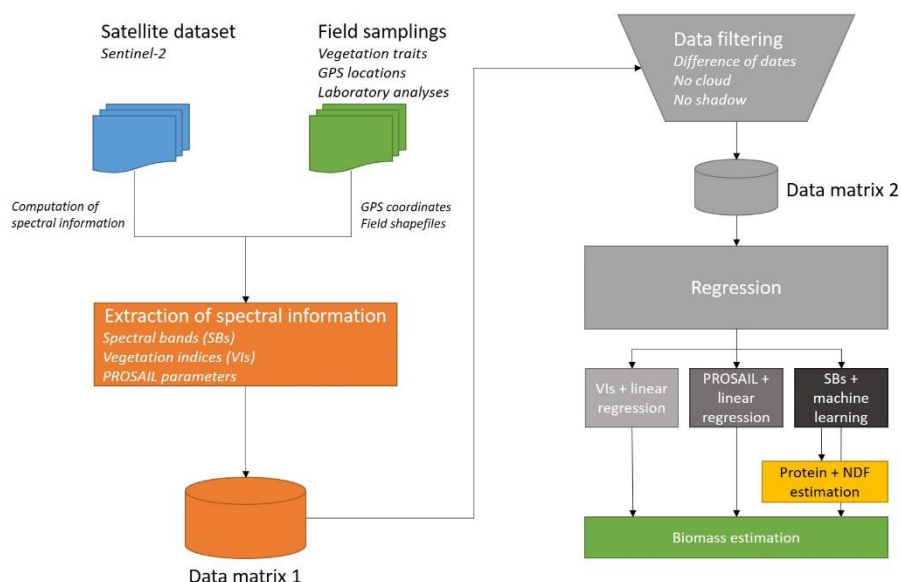 Satellite dataset
Sentinel-2
Field samplings
Vegetation traits
GPS locations
Laboratory analyses
Computation of
spectral information
GPS coordinates
Field shapefiles
Extraction of spectral information
Spectral bands (SBs)
Vegetation indices (VIs)
PROSAIL parameters
Data matrix 1
Data filtering
Difference of dates
No cloud
No shadow
Data matrix 2
Regression
VIs + linear
regression
PROSAIL +
linear
regression
SBs +
machine
learning
Protein + NDF
estimation
Biomass estimation